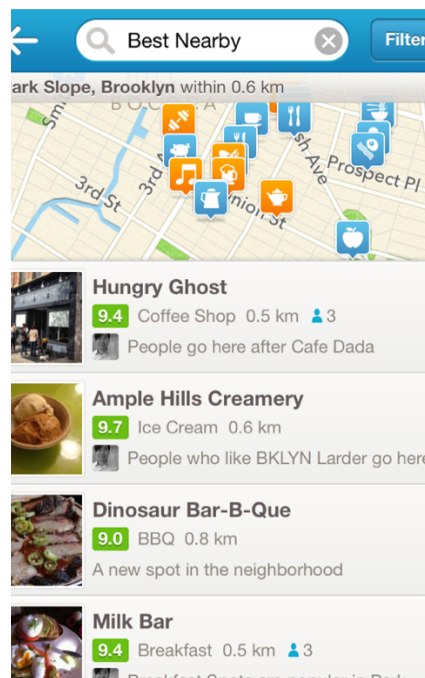 Best Nearby
Filter
ark Slope, Brooklyn within 0.6 km
3rd St
3rd
Prospect Pl
nion St
sh Ave
Hungry Ghost
9.4 Coffee Shop 0.5 km 3
People go here after Cafe Dada
Ample Hills Creamery
9.7 Ice Cream 0.6 km
People who like BKLYN Larder go here
Dinosaur Bar-B-Que
9.0 BBQ 0.8 km
A new spot in the neighborhood
Milk Bar
9.4 Breakfast 0.5 km 3